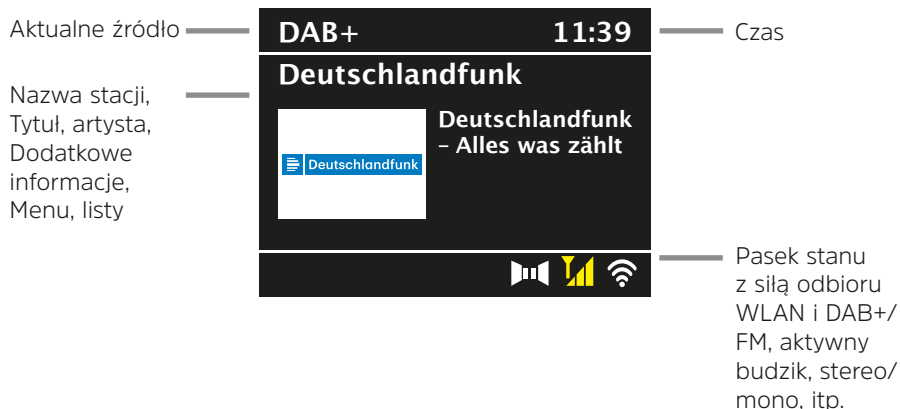 Aktualne źródło
DAB+ 11:39
Czas
Nazwa stacji,
Tytuł, artysta,
Dodatkowe
informacje,
Menu, listy
Deutschlandfunk
Deutschlandfunk
Deutschlandfunk
– Alles was zählt
Pasek stanu
z siłą odbioru
WLAN i DAB+/
FM, aktywny
budzik, stereo/
mono, itp.